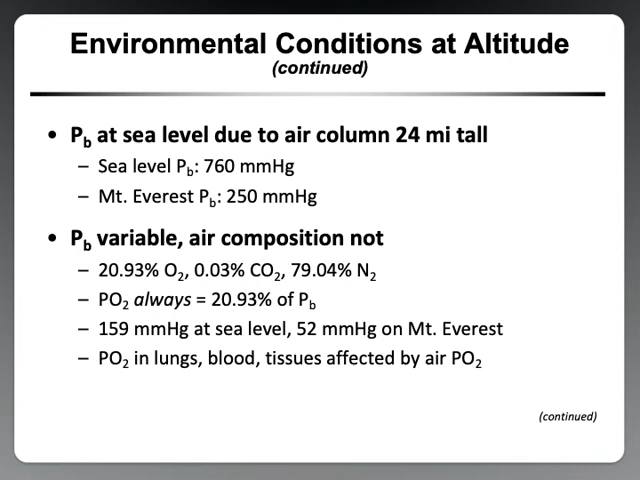 Environmental Conditions at Altitude
(continued)
• Pb at sea level due to air column 24 mi tall
– Sea level Pb: 760 mmHg
– Mt. Everest Pb: 250 mmHg
• Pb variable, air composition not
– 20.93% O2, 0.03% CO2, 79.04% N2
– PO2 always = 20.93% of Pb
– 159 mmHg at sea level, 52 mmHg on Mt. Everest
– PO2 in lungs, blood, tissues affected by air PO2
(continued)